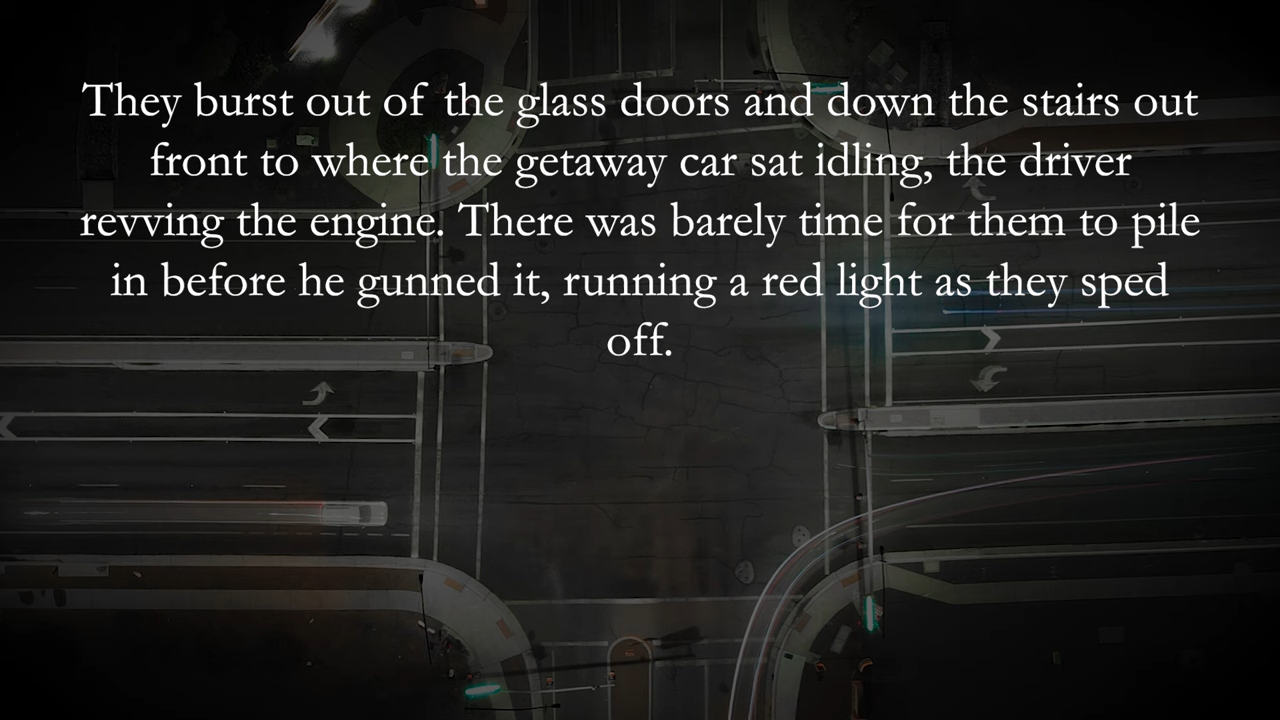 They burst out of the glass doors and down the stairs out
front to where the getaway car sat idling, the driver
revving the engine. There was barely time for them to pile
in before he gunned it, running a red light as they sped
off.